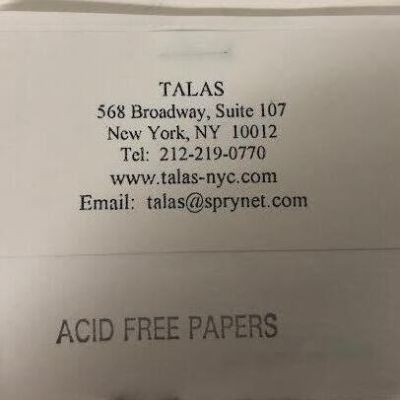 TALAS
568 Broadway, Suite 107
New York, NY 10012
Tel: 212-219-0770
www.talas-nyc.com
Email: talas@sprynet.com
ACID FREE PAPERS